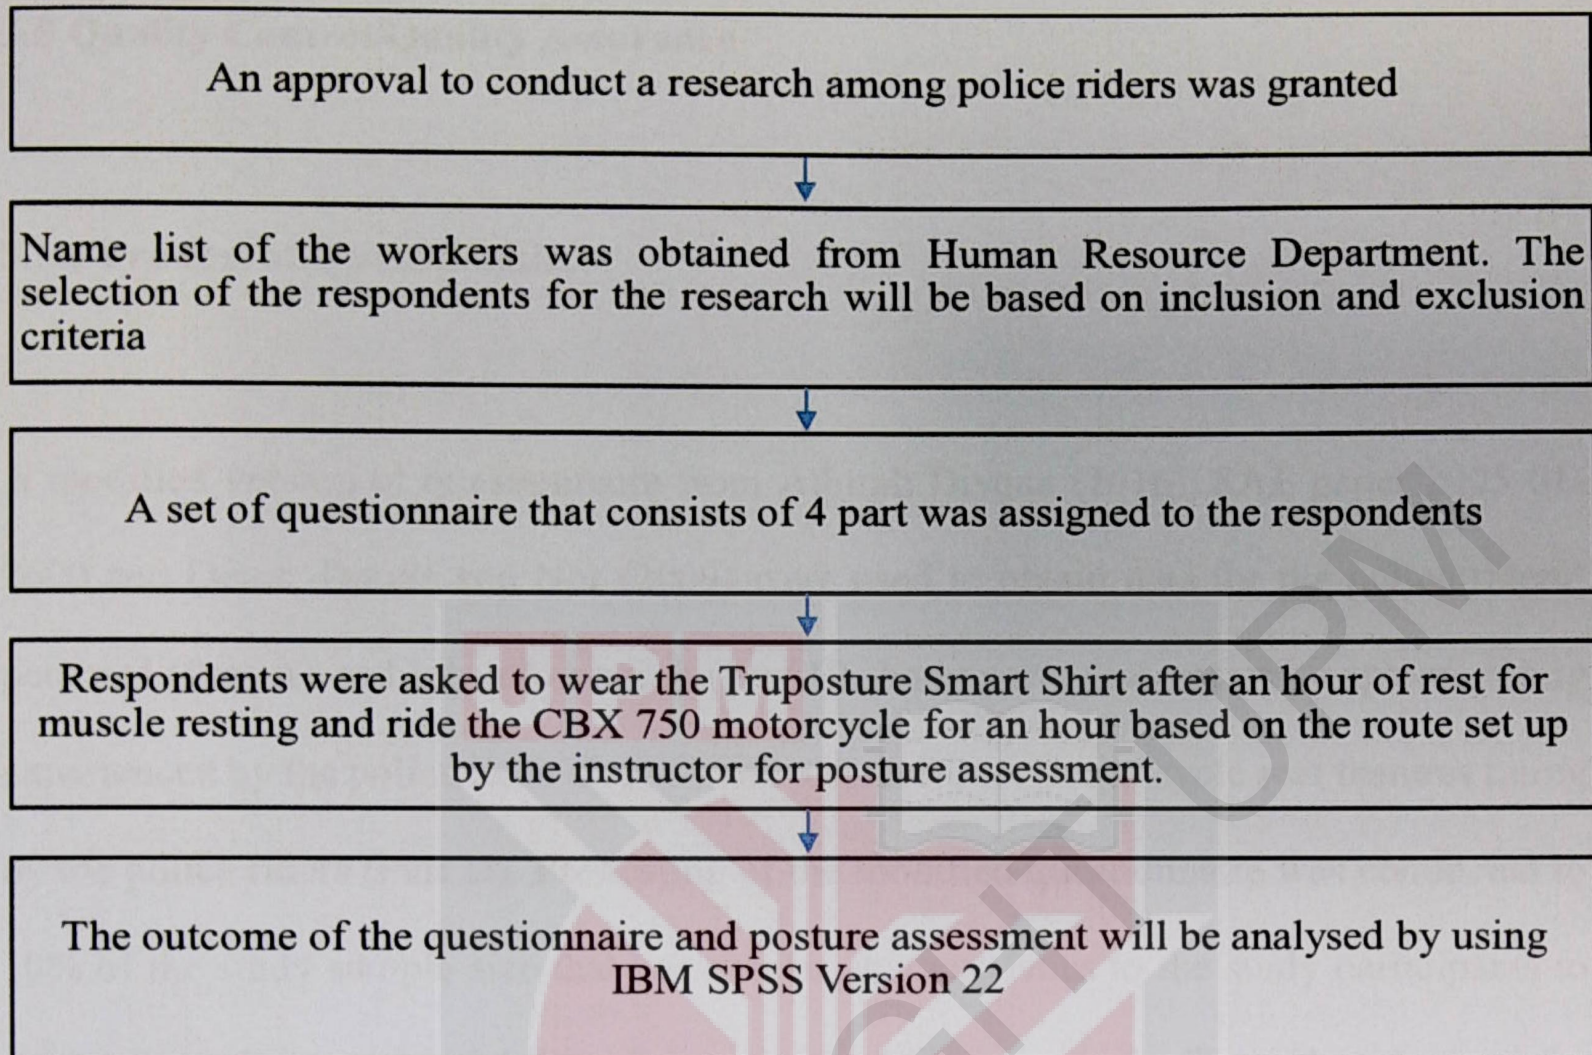 An approval to conduct a research among police riders was granted
Name list of the workers was obtained from Human Resource Department. The
selection of the respondents for the research will be based on inclusion and exclusion
criteria
A set of questionnaire that consists of 4 part was assigned to the respondents
Respondents were asked to wear the Truposture Smart Shirt after an hour of rest for
muscle resting and ride the CBX 750 motorcycle for an hour based on the route set up
by the instructor for posture assessment.
The outcome of the questionnaire and posture assessment will be analysed by using
IBM SPSS Version 22
UPM
GHT UPM